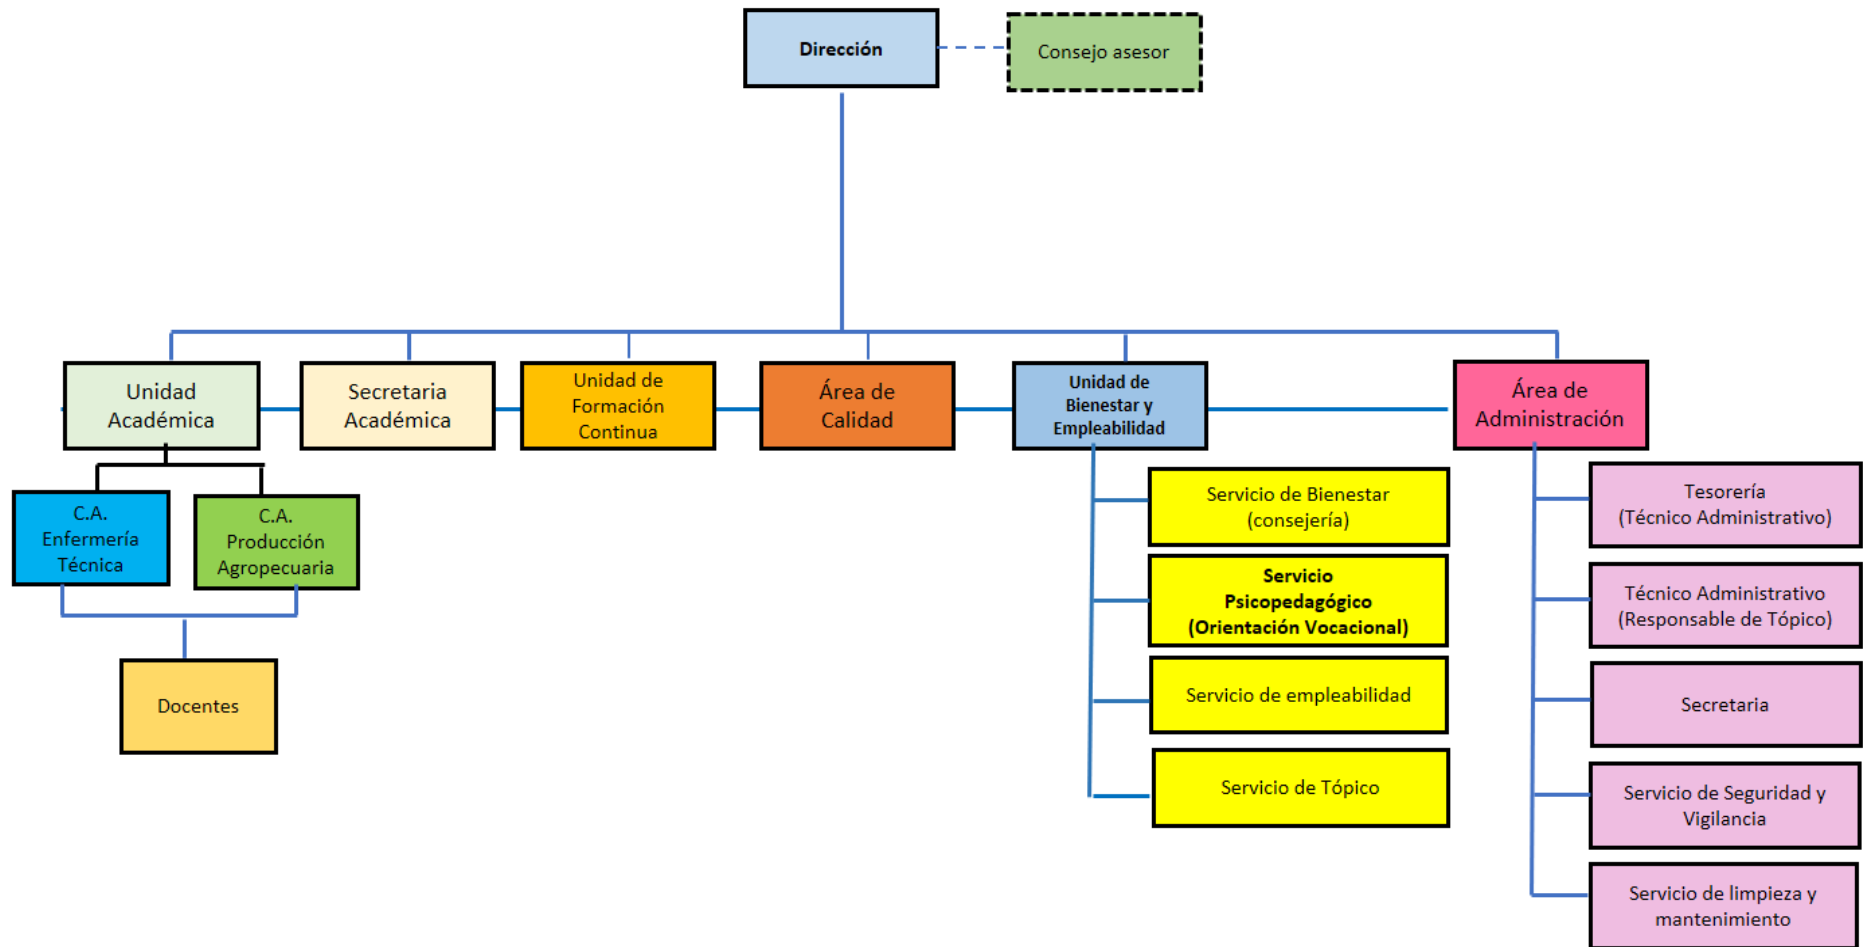 Dirección
Consejo asesor
Unidad
Académica
Secretaria
Académica
Unidad de
Formación
Continua
Área de
Calidad
Unidad de
Bienestar y
Empleabilidad
Área de
Administración
C.A.
Enfermería
Técnica
C.A.
Producción
Agropecuaria
Docentes
Servicio de Bienestar
(consejería)
Servicio
Psicopedagógico
(Orientación Vocacional)
Servicio de empleabilidad
Servicio de Tópico
Tesorería
(Técnico Administrativo)
Técnico Administrativo
(Responsable de Tópico)
Secretaria
Servicio de Seguridad y
Vigilancia
Servicio de limpieza y
mantenimiento